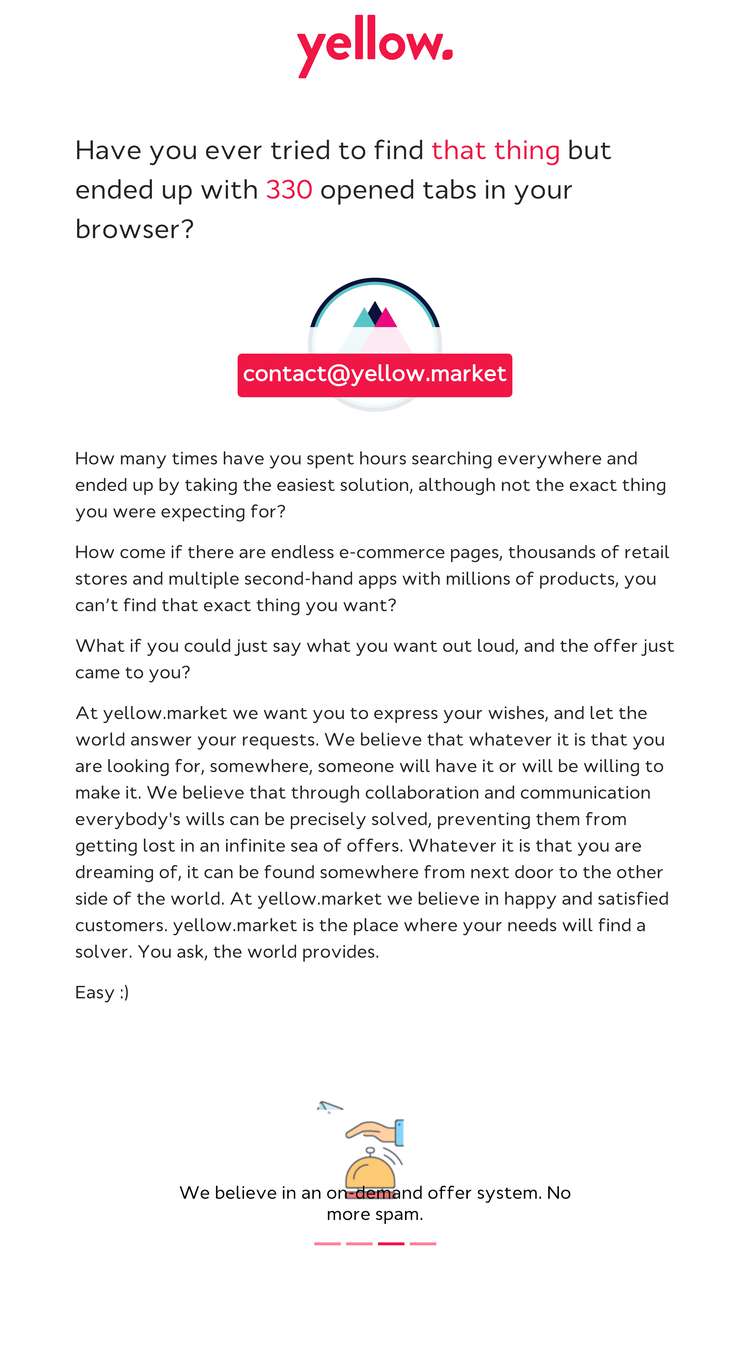 yellow.
Have you ever tried to find that thing but
ended up with 330 opened tabs in your
browser?
contact@yellow.market
How many times have you spent hours searching everywhere and
ended up by taking the easiest solution, although not the exact thing
you were expecting for?
How come if there are endless e-commerce pages, thousands of retail
stores and multiple second-hand apps with millions of products, you
can’t find that exact thing you want?
What if you could just say what you want out loud, and the offer just
came to you?
At yellow.market we want you to express your wishes, and let the
world answer your requests. We believe that whatever it is that you
are looking for, somewhere, someone will have it or will be willing to
make it. We believe that through collaboration and communication
everybody's wills can be precisely solved, preventing them from
getting lost in an infinite sea of offers. Whatever it is that you are
dreaming of, it can be found somewhere from next door to the other
side of the world. At yellow.market we believe in happy and satisfied
customers. yellow.market is the place where your needs will find a
solver. You ask, the world provides.
Easy :)
We believe in an on-demand offer system. No
more spam.